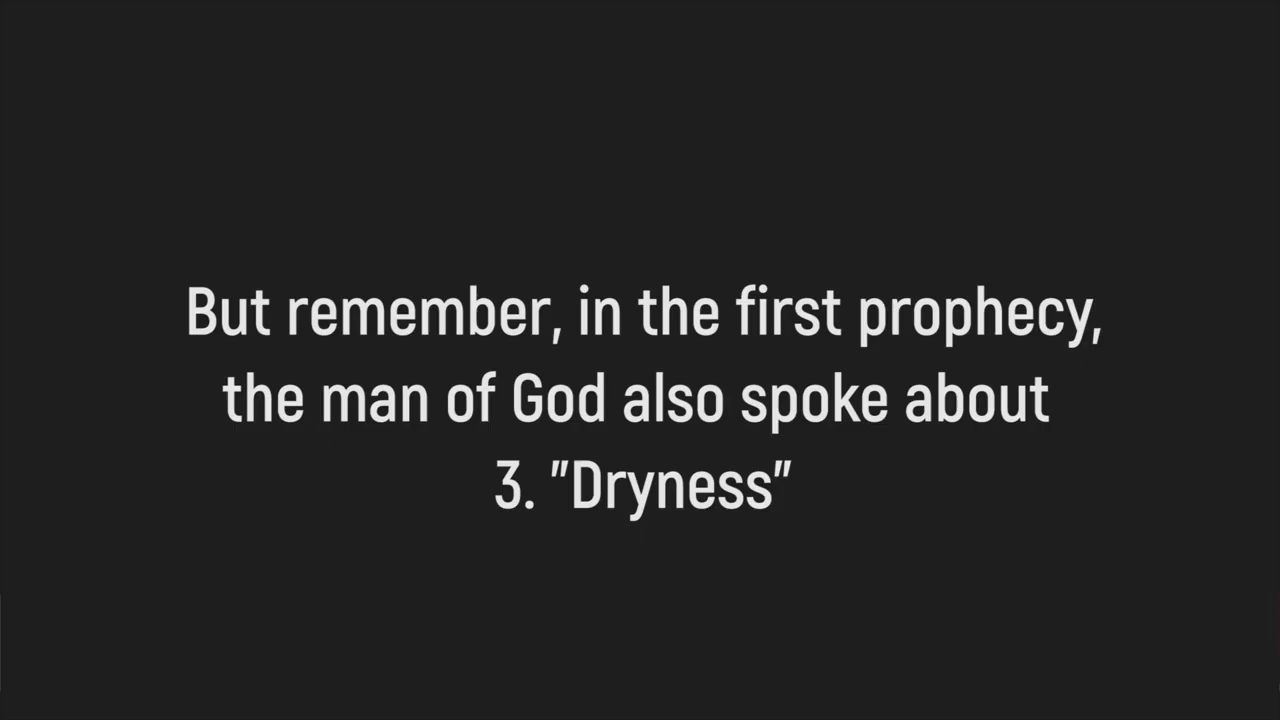 But remember, in the first prophecy,
the man of God also spoke about
3. "Dryness"